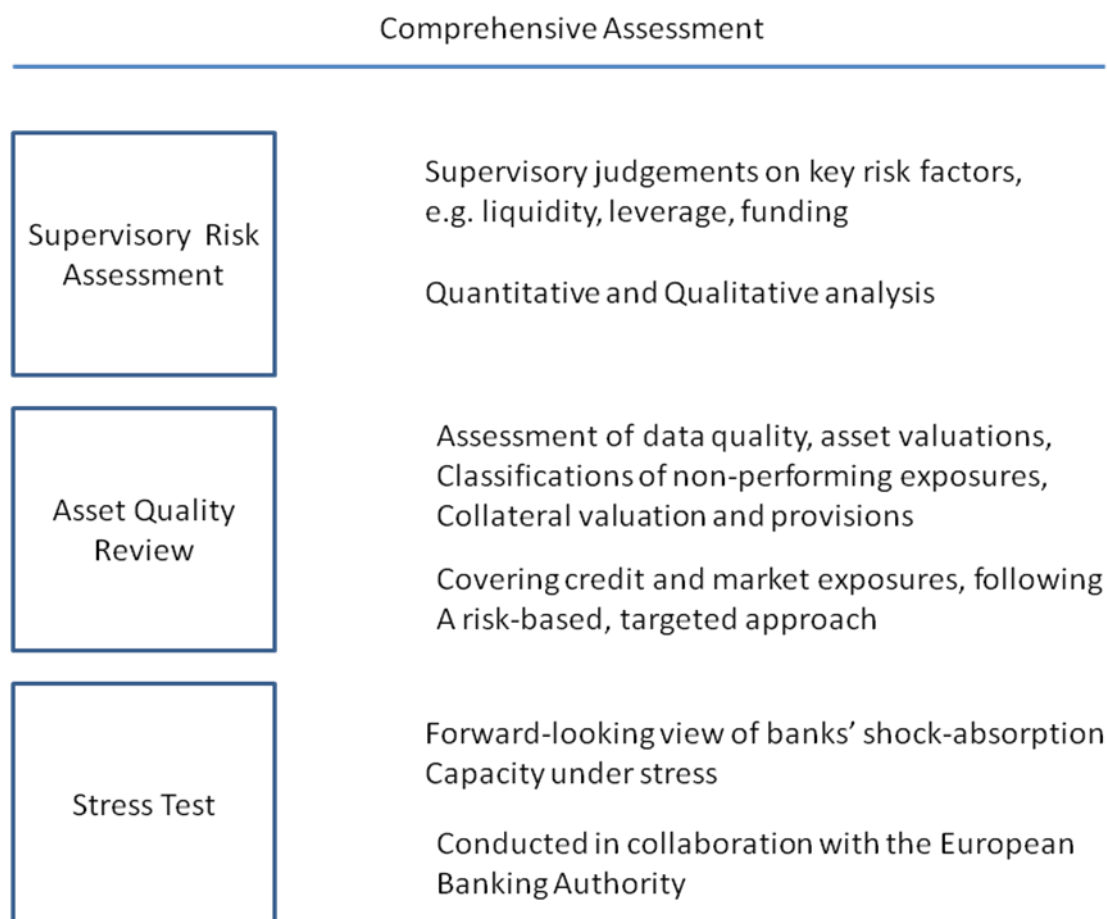 Comprehensive Assessment
Supervisory Risk
Assessment
Supervisory judgements on key risk factors,
e.g. liquidity, leverage, funding
Quantitative and Qualitative analysis
Asset Quality
Review
Assessment of data quality, asset valuations,
Classifications of non-performing exposures,
Collateral valuation and provisions
Covering credit and market exposures, following
A risk-based, targeted approach
Stress Test
Forward-looking view of banks’ shock-absorption
Capacity under stress
Conducted in collaboration with the European
Banking Authority